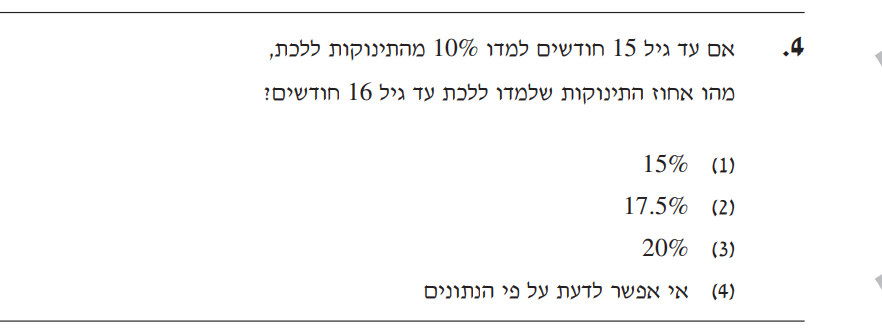 4. אם עד גיל 15 חודשים למדו 10% מהתינוקות ללכת,
מהו אחוז התינוקות שלמדו ללכת עד גיל 16 חודשים?
(1) 15%
(2) 17.5%
(3) 20%
(4) אי אפשר לדעת על פי הנתונים